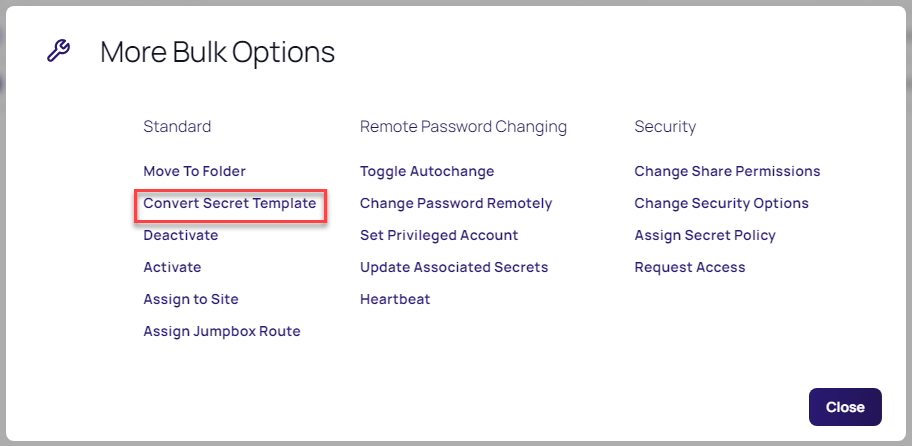 More Bulk Options
Standard
Move To Folder
Convert Secret Template
Deactivate
Activate
Assign to Site
Assign Jumpbox Route
Remote Password Changing
Toggle Autochange
Change Password Remotely
Set Privileged Account
Update Associated Secrets
Heartbeat
Security
Change Share Permissions
Change Security Options
Assign Secret Policy
Request Access
Close